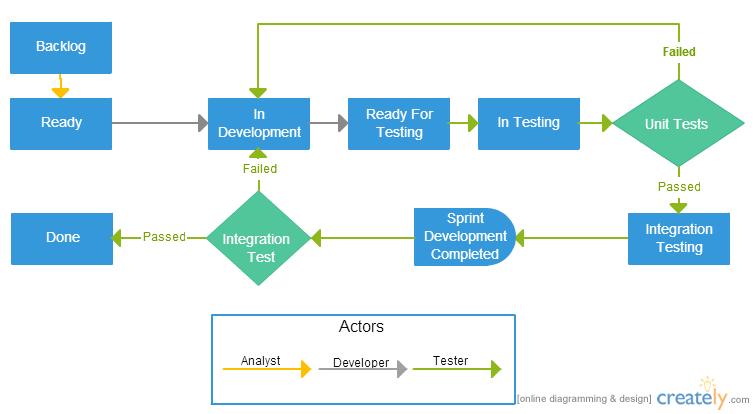 Failed
Backlog
Ready
In
Development
Ready For
Testing
In Testing
Unit Tests
Failed
Passed
Done
Passed
Integration
Test
Sprint
Development
Completed
Integration
Testing
Actors
Analyst
Developer
Tester
[online diagramming & design]
creately.com